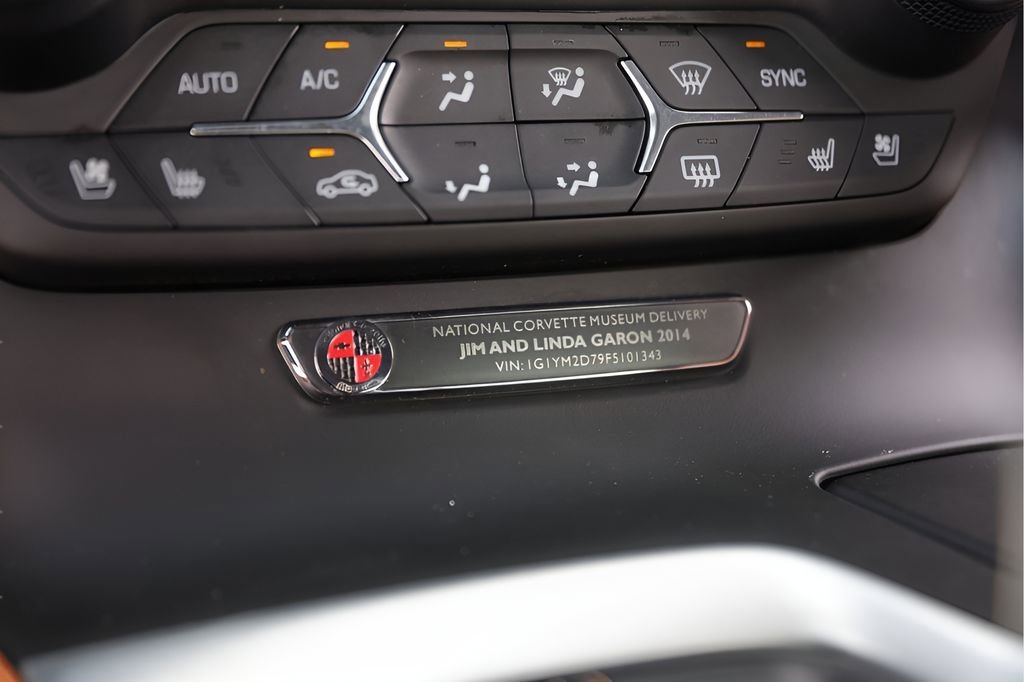 AUTO
A/C
SYNC
NATIONAL CORVETTE MUSEUM DELIVERY
JIM AND LINDA GARON 2014
VIN: 1G1YM2D79F5101343